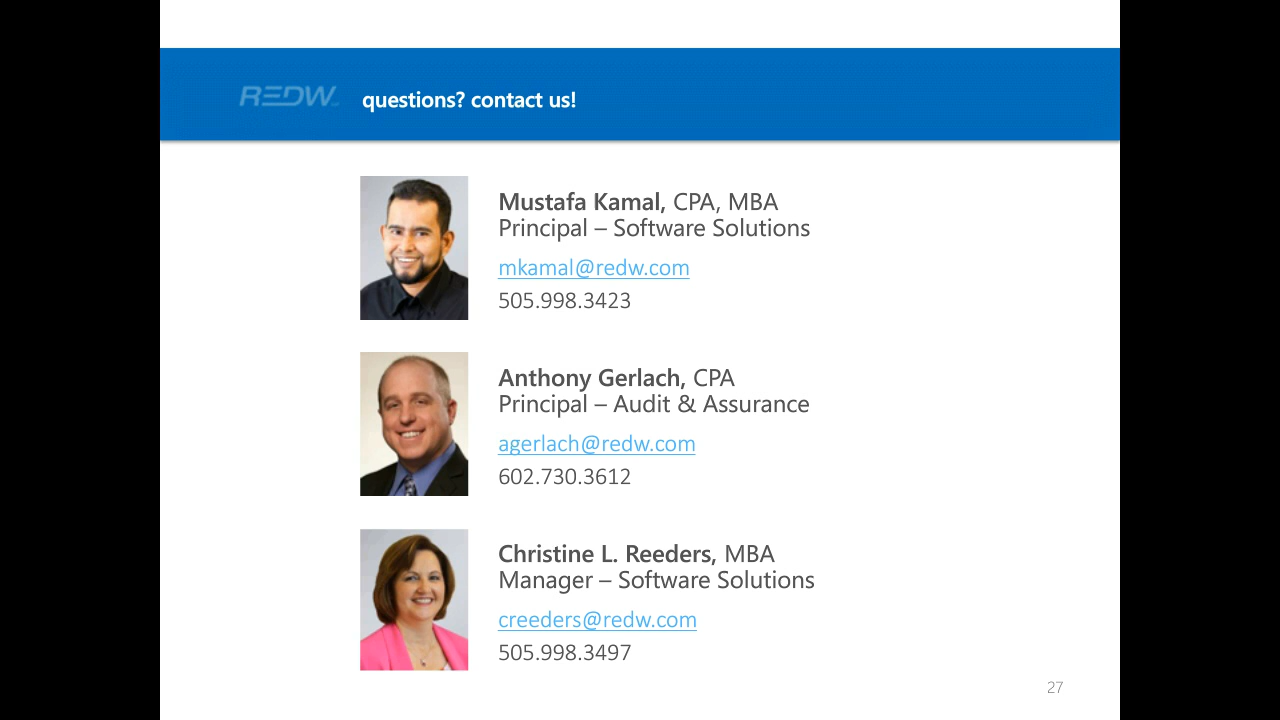 REDW
questions? contact us!
Mustafa Kamal, CPA, MBA
Principal – Software Solutions
mkamal@redw.com
505.998.3423
Anthony Gerlach, CPA
Principal – Audit & Assurance
agerlach@redw.com
602.730.3612
Christine L. Reeders, MBA
Manager – Software Solutions
creeders@redw.com
505.998.3497
27